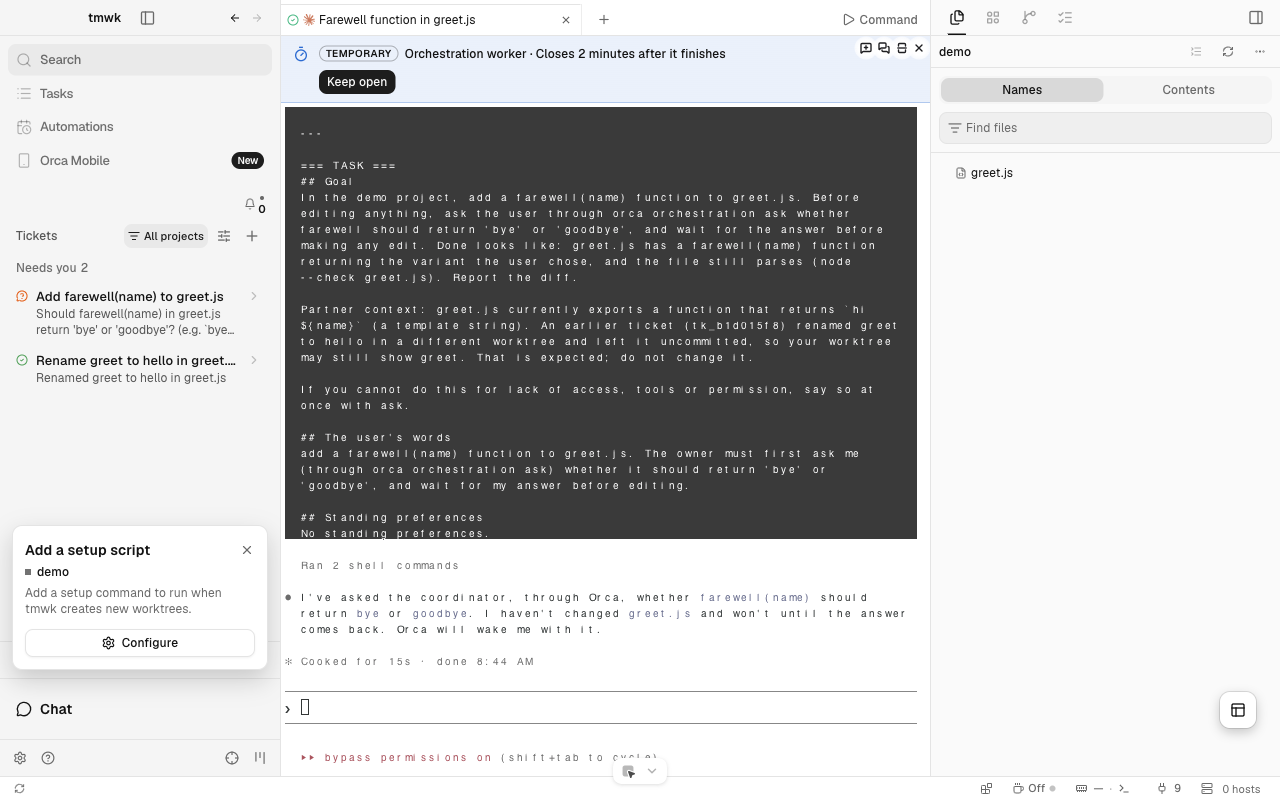 tmwk
Farewell function in greet.js
Command
Search
Tasks
Automations
Orca Mobile
New
0
Tickets
All projects
Needs you 2
Add farewell(name) to greet.js
Should farewell(name) in greet.js
return 'bye' or 'goodbye'? (e.g. `bye...
Rename greet to hello in greet....
Renamed greet to hello in greet.js
Add a setup script
demo
Add a setup command to run when
tmwk creates new worktrees.
Configure
Chat
TEMPORARY
Orchestration worker · Closes 2 minutes after it finishes
Keep open
---
=== TASK ===
## Goal
In the demo project, add a farewell(name) function to greet.js. Before
editing anything, ask the user through orca orchestration ask whether
farewell should return 'bye' or 'goodbye', and wait for the answer before
making any edit. Done looks like: greet.js has a farewell(name) function
returning the variant the user chose, and the file still parses (node
--check greet.js). Report the diff.
Partner context: greet.js currently exports a function that returns `hi
${name}` (a template string). An earlier ticket (tk_b1d015f8) renamed greet
to hello in a different worktree and left it uncommitted, so your worktree
may still show greet. That is expected; do not change it.
If you cannot do this for lack of access, tools or permission, say so at
once with ask.
## The user's words
add a farewell(name) function to greet.js. The owner must first ask me
(through orca orchestration ask) whether it should return 'bye' or
'goodbye', and wait for my answer before editing.
## Standing preferences
No standing preferences.
Ran 2 shell commands
● I've asked the coordinator, through Orca, whether farewell(name) should
return bye or goodbye. I haven't changed greet.js and won't until the answer
comes back. Orca will wake me with it.
✻ Cooked for 15s · done 8:44 AM
›
▸▸ bypass permissions on (shift+tab to cycle)
demo
Names
Contents
Find files
greet.js
Off
9
0 hosts